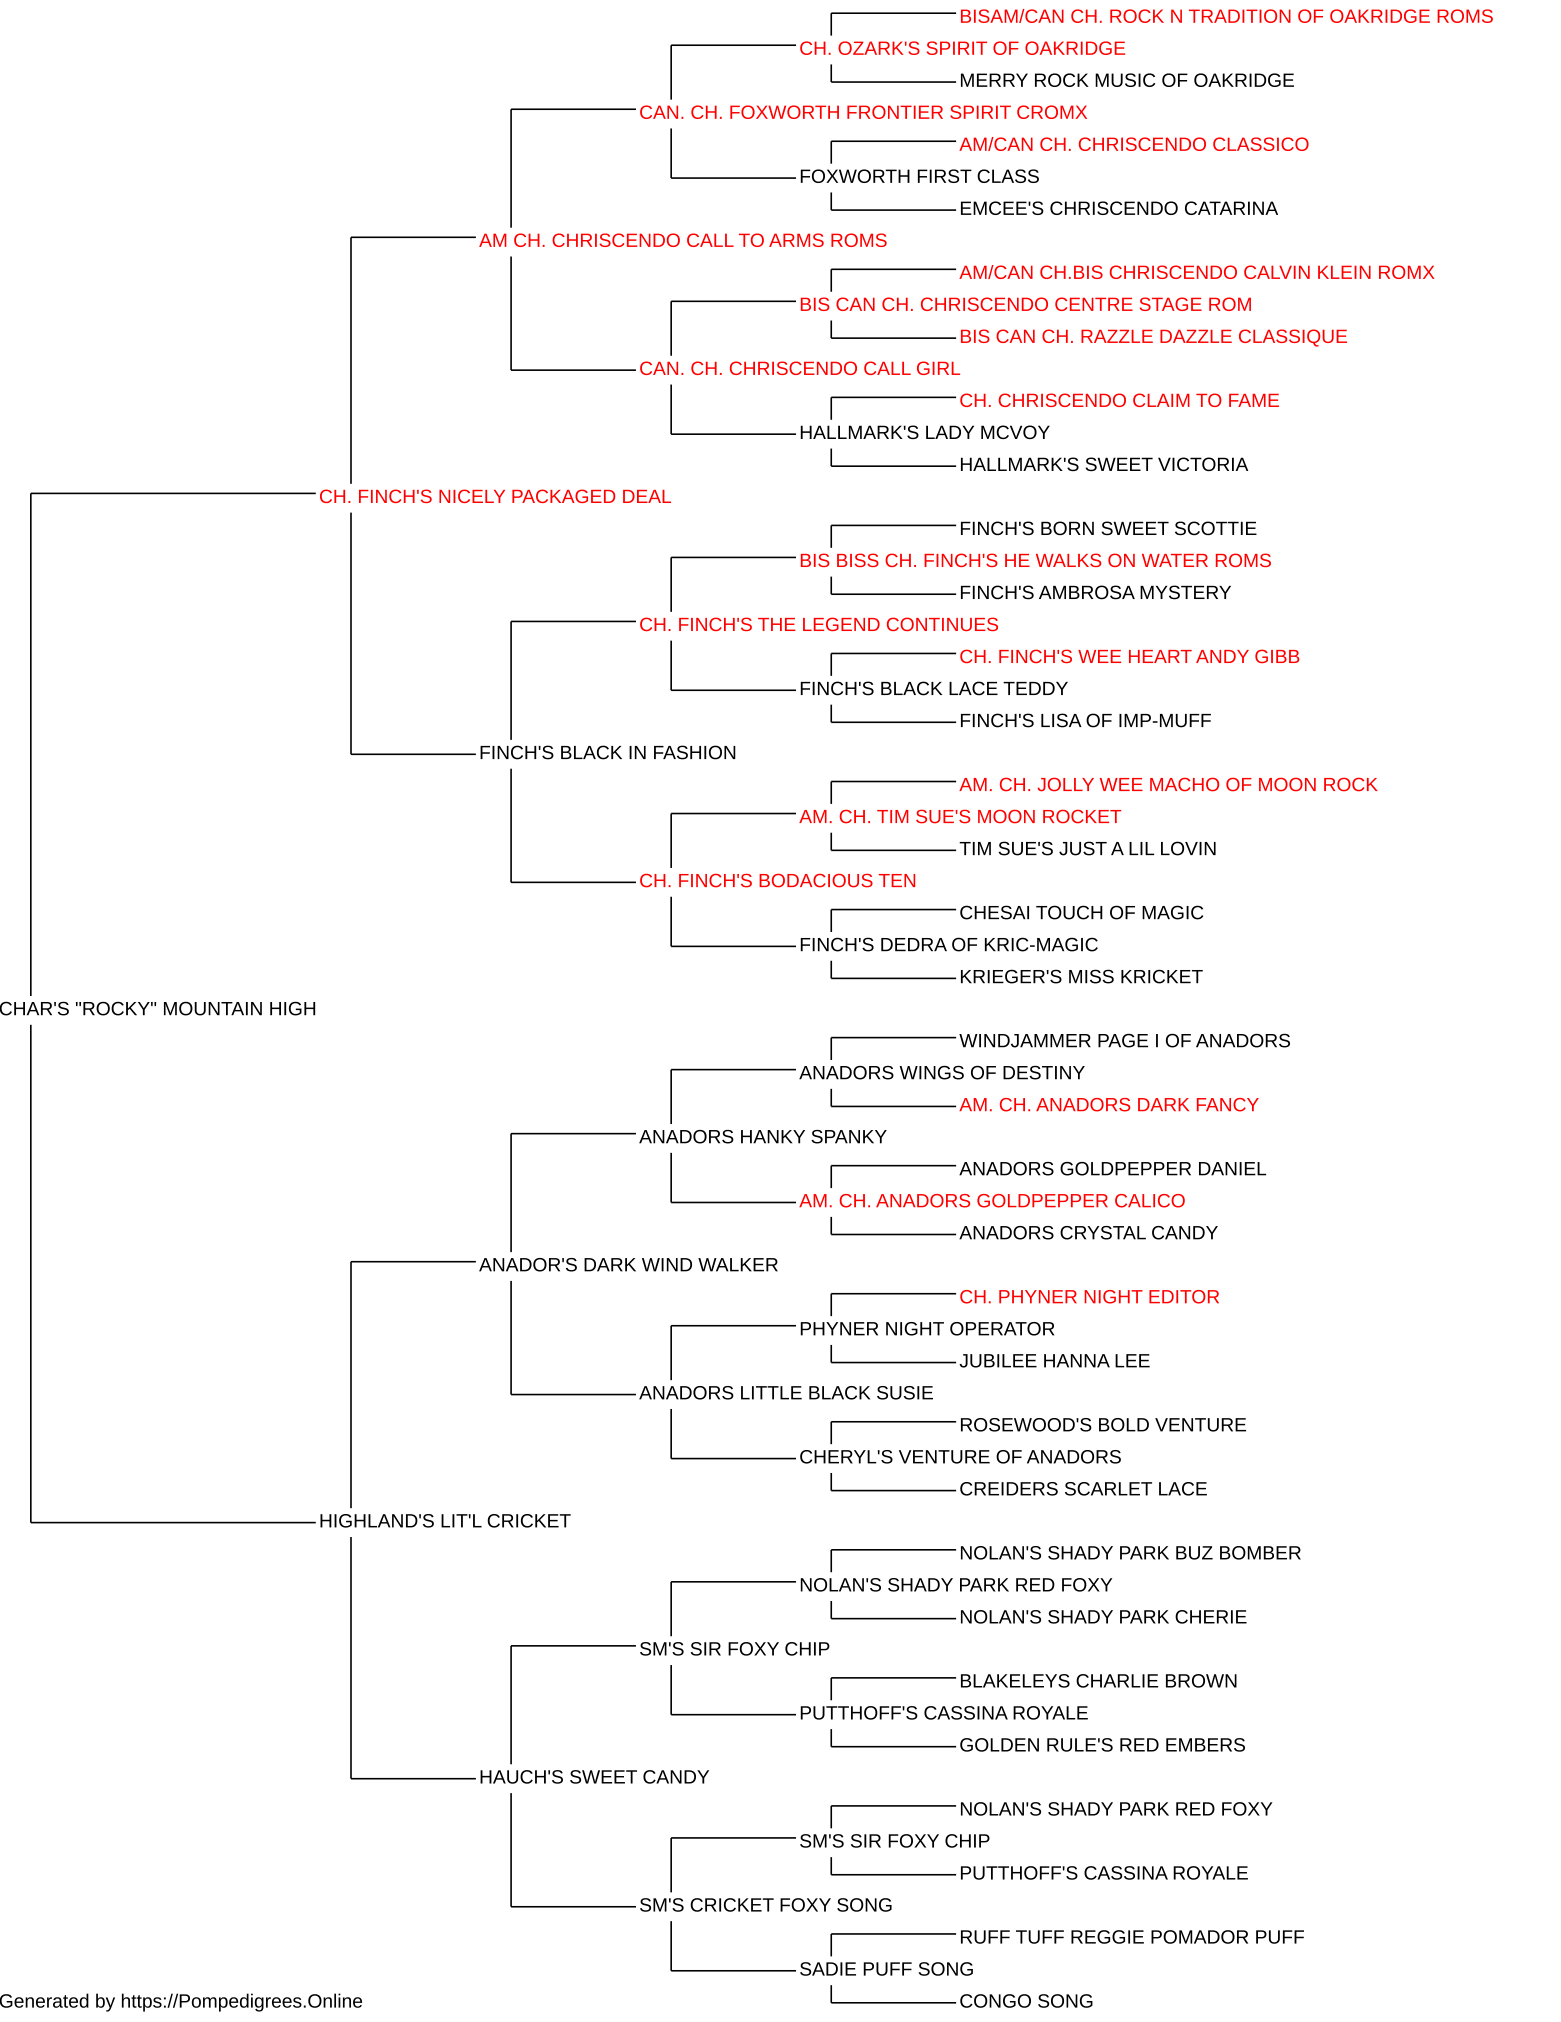 BISAM/CAN CH. ROCK N TRADITION OF OAKRIDGE ROMS
CH. OZARK'S SPIRIT OF OAKRIDGE
MERRY ROCK MUSIC OF OAKRIDGE
CAN. CH. FOXWORTH FRONTIER SPIRIT CROMX
AM/CAN CH. CHRISCENDO CLASSICO
FOXWORTH FIRST CLASS
EMCEE'S CHRISCENDO CATARINA
AM CH. CHRISCENDO CALL TO ARMS ROMS
AM/CAN CH.BIS CHRISCENDO CALVIN KLEIN ROMX
BIS CAN CH. CHRISCENDO CENTRE STAGE ROM
BIS CAN CH. RAZZLE DAZZLE CLASSIQUE
CAN. CH. CHRISCENDO CALL GIRL
CH. CHRISCENDO CLAIM TO FAME
HALLMARK'S LADY MCVOY
HALLMARK'S SWEET VICTORIA
CH. FINCH'S NICELY PACKAGED DEAL
FINCH'S BORN SWEET SCOTTIE
BIS BISS CH. FINCH'S HE WALKS ON WATER ROMS
FINCH'S AMBROSA MYSTERY
CH. FINCH'S THE LEGEND CONTINUES
CH. FINCH'S WEE HEART ANDY GIBB
FINCH'S BLACK LACE TEDDY
FINCH'S LISA OF IMP-MUFF
FINCH'S BLACK IN FASHION
AM. CH. JOLLY WEE MACHO OF MOON ROCK
AM. CH. TIM SUE'S MOON ROCKET
TIM SUE'S JUST A LIL LOVIN
CH. FINCH'S BODACIOUS TEN
CHESAI TOUCH OF MAGIC
FINCH'S DEDRA OF KRIC-MAGIC
KRIEGER'S MISS KRICKET
CHAR'S "ROCKY" MOUNTAIN HIGH
WINDJAMMER PAGE I OF ANADORS
ANADORS WINGS OF DESTINY
AM. CH. ANADORS DARK FANCY
ANADORS HANKY SPANKY
ANADORS GOLDPEPPER DANIEL
AM. CH. ANADORS GOLDPEPPER CALICO
ANADORS CRYSTAL CANDY
ANADOR'S DARK WIND WALKER
CH. PHYNER NIGHT EDITOR
PHYNER NIGHT OPERATOR
JUBILEE HANNA LEE
ANADORS LITTLE BLACK SUSIE
ROSEWOOD'S BOLD VENTURE
CHERYL'S VENTURE OF ANADORS
CREIDERS SCARLET LACE
HIGHLAND'S LIT'L CRICKET
NOLAN'S SHADY PARK BUZ BOMBER
NOLAN'S SHADY PARK RED FOXY
NOLAN'S SHADY PARK CHERIE
SM'S SIR FOXY CHIP
BLAKELEYS CHARLIE BROWN
PUTTHOFF'S CASSINA ROYALE
GOLDEN RULE'S RED EMBERS
HAUCH'S SWEET CANDY
NOLAN'S SHADY PARK RED FOXY
SM'S SIR FOXY CHIP
PUTTHOFF'S CASSINA ROYALE
SM'S CRICKET FOXY SONG
RUFF TUFF REGGIE POMADOR PUFF
SADIE PUFF SONG
CONGO SONG
Generated by https://Pompedigrees.Online